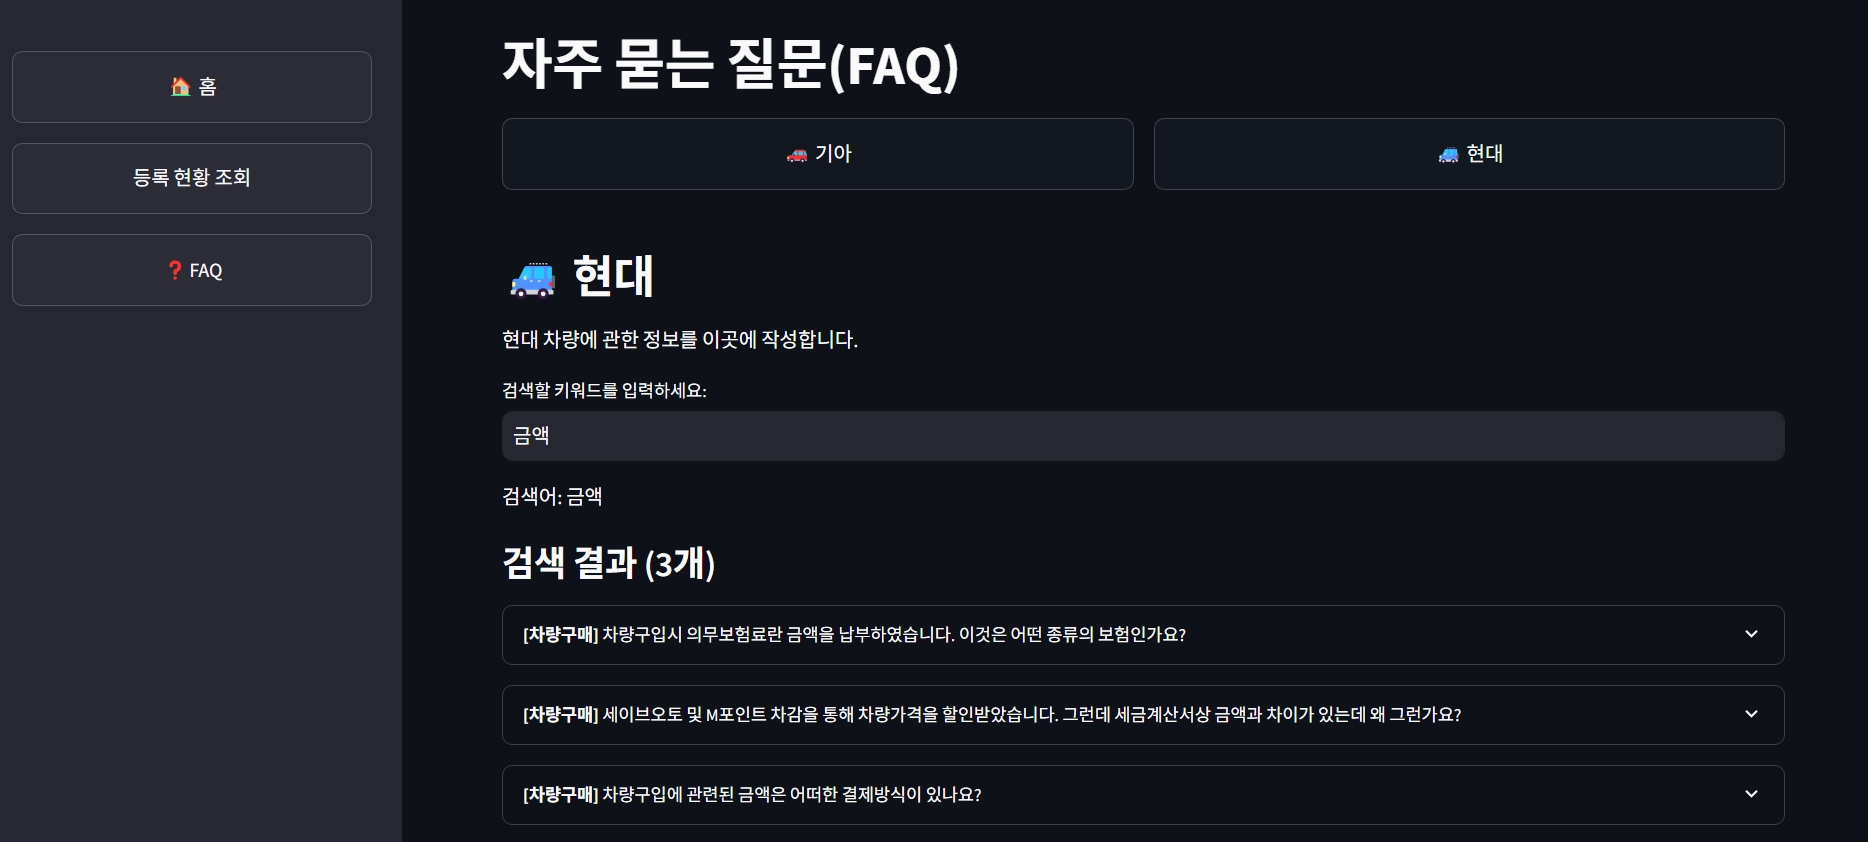 🏠 홈
등록 현황 조회
❓ FAQ
자주 묻는 질문(FAQ)
🚗 기아
🚙 현대
🚙 현대
현대 차량에 관한 정보를 이곳에 작성합니다.
검색할 키워드를 입력하세요:
금액
검색어: 금액
검색 결과 (3개)
[차량구매] 차량구입시 의무보험료란 금액을 납부하였습니다. 이것은 어떤 종류의 보험인가요?
[차량구매] 세이브오토 및 M포인트 차감을 통해 차량가격을 할인받았습니다. 그런데 세금계산서상 금액과 차이가 있는데 왜 그런가요?
[차량구매] 차량구입에 관련된 금액은 어떠한 결제방식이 있나요?